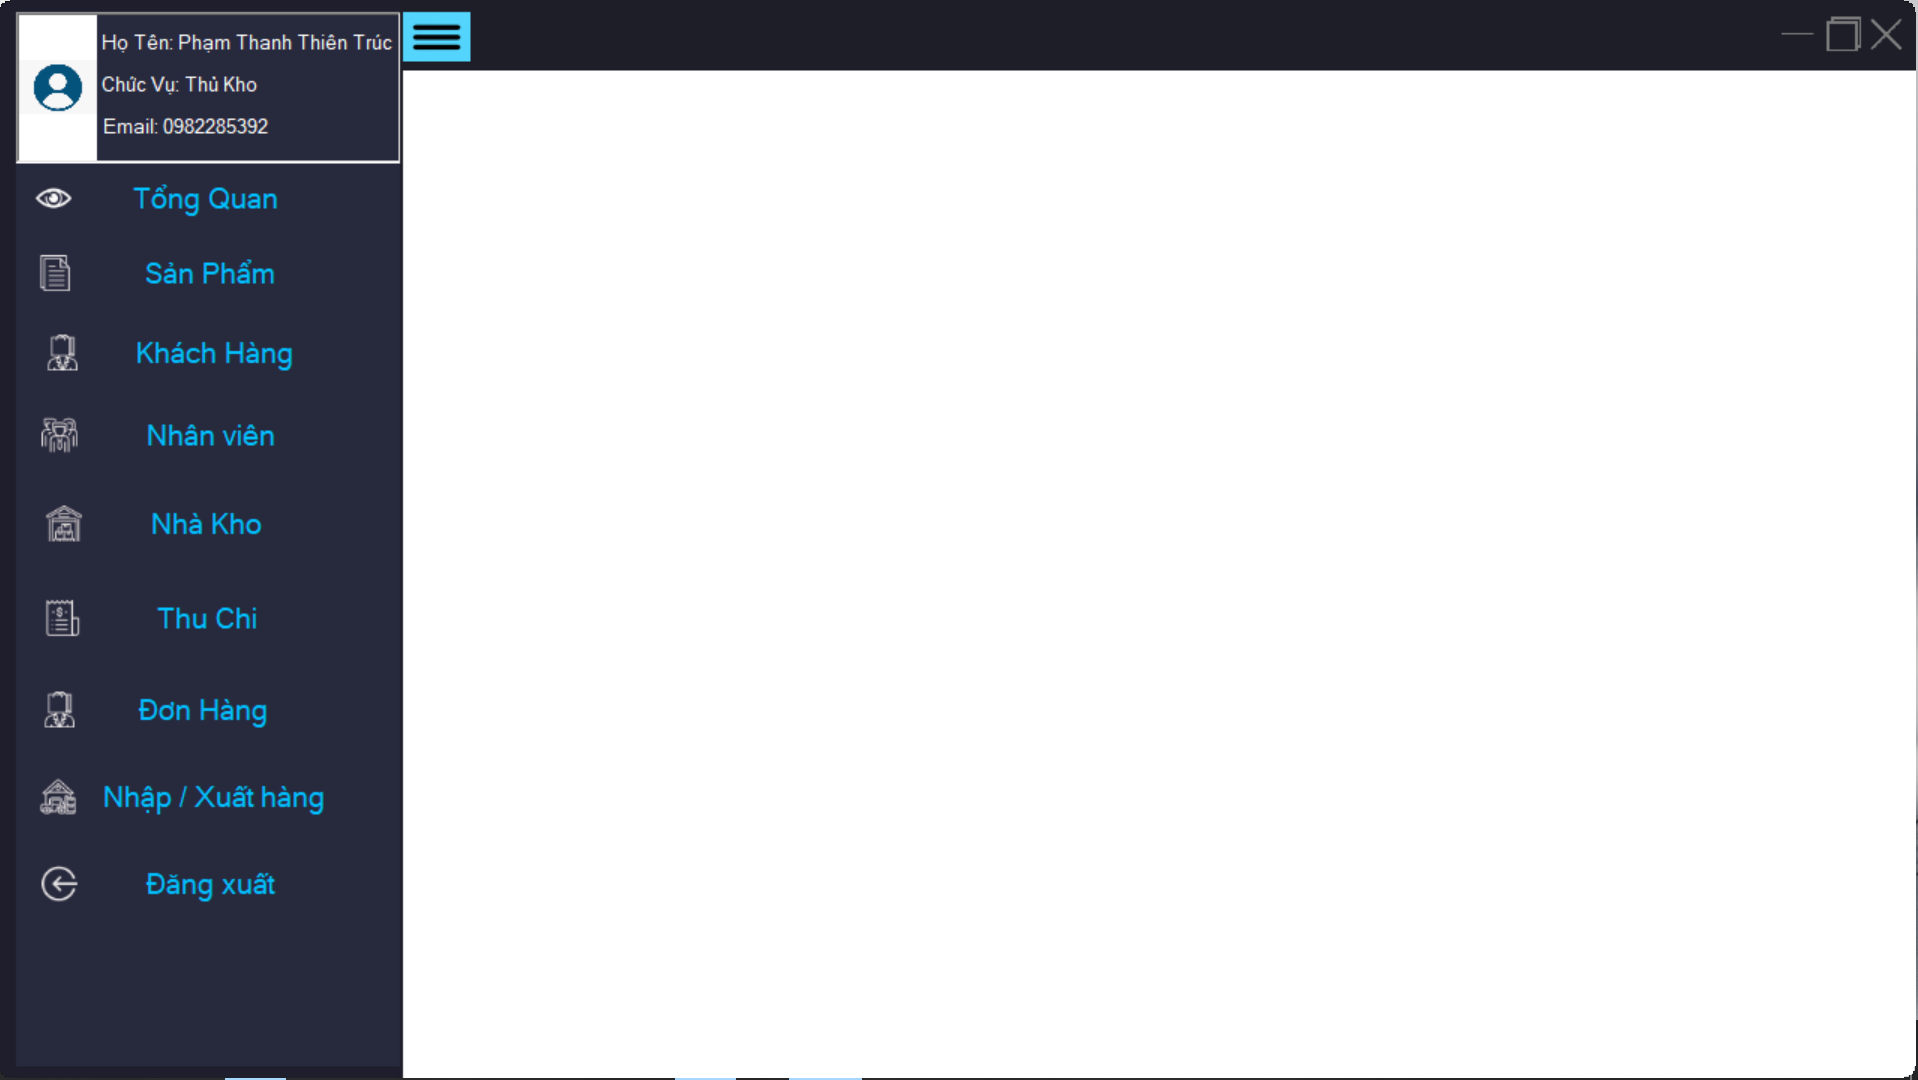 Họ Tên: Phạm Thanh Thiên Trúc
Chức Vụ: Thủ Kho
Email: 0982285392
Tổng Quan
Sản Phẩm
Khách Hàng
Nhân viên
Nhà Kho
Thu Chi
Đơn Hàng
Nhập / Xuất hàng
Đăng xuất